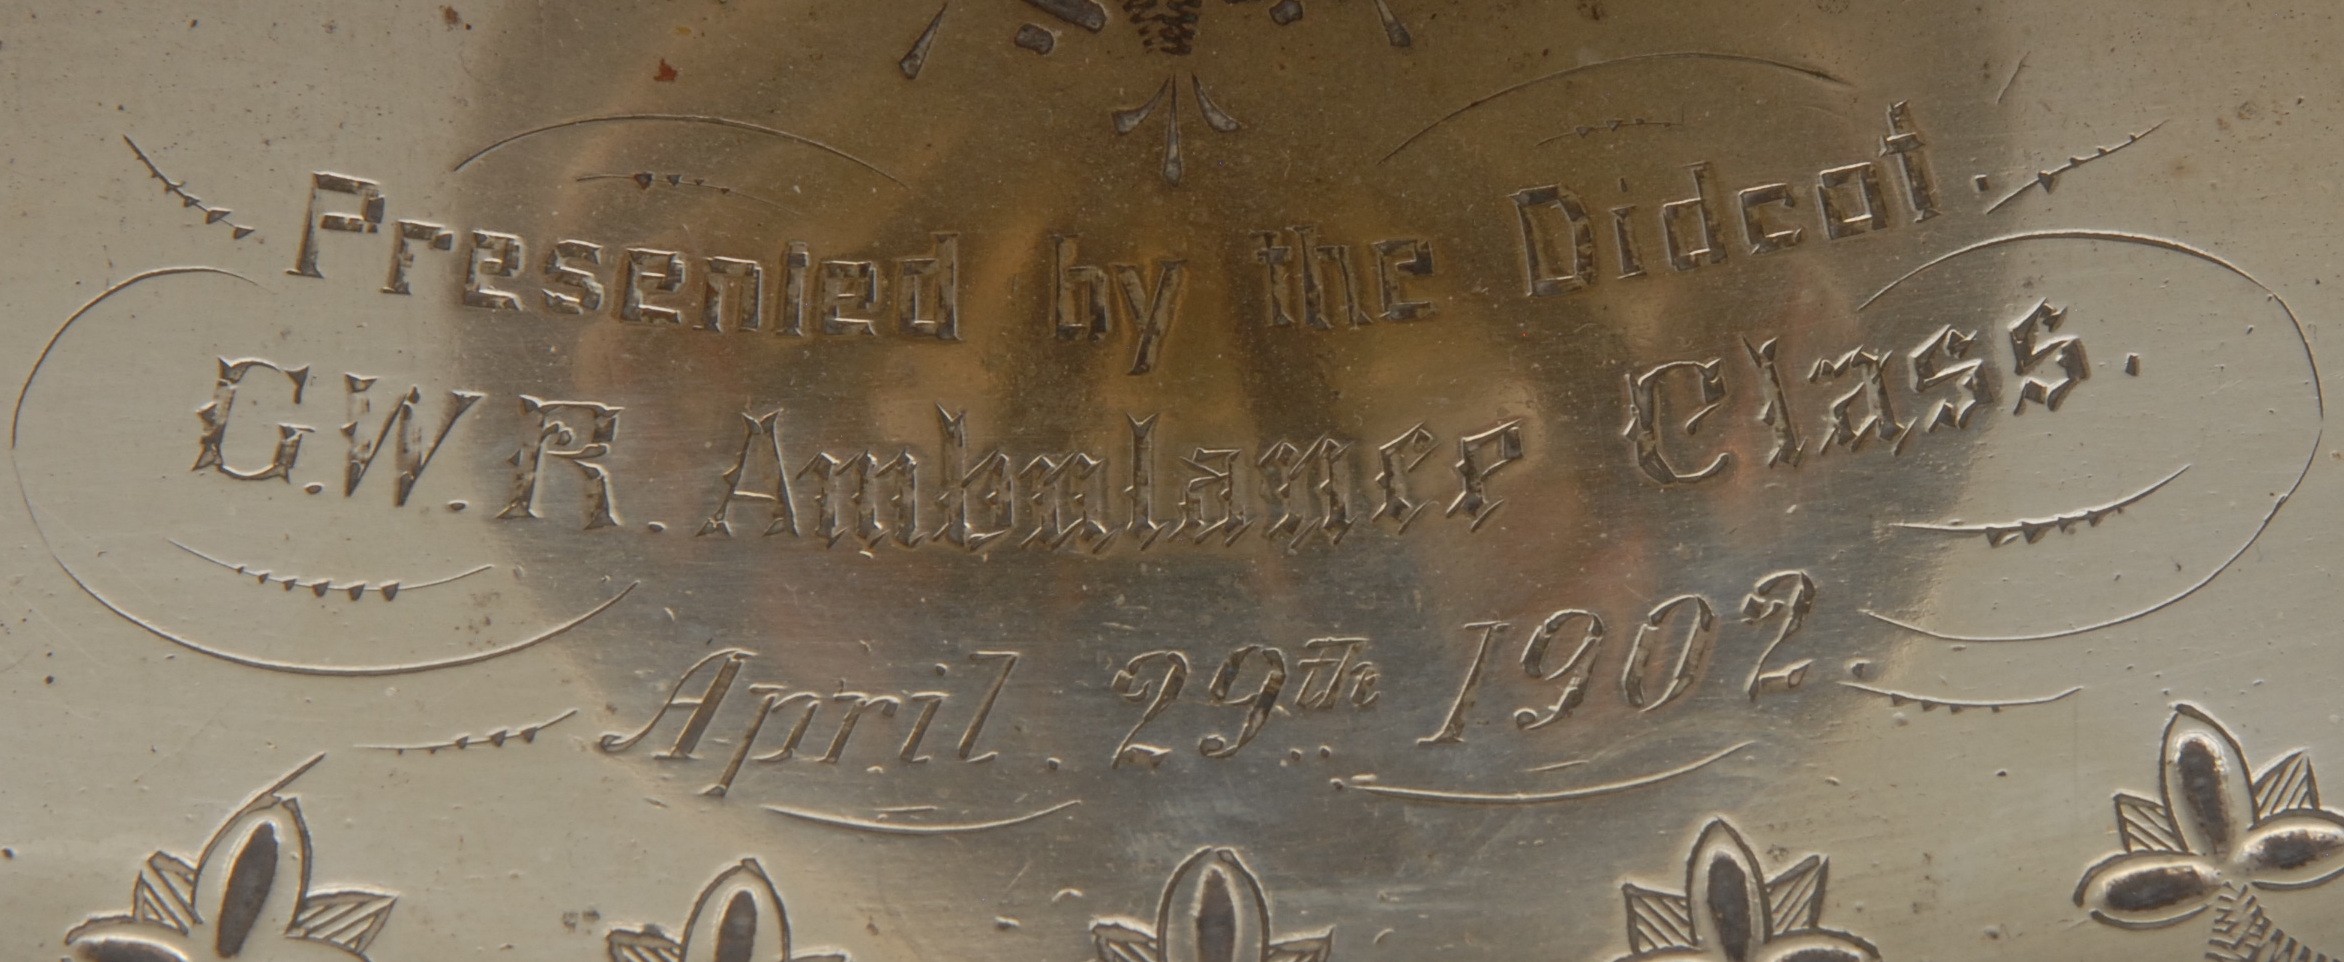 Presented by the Didcot.
G.W.R. Ambulance Class.
April. 29th 1902.